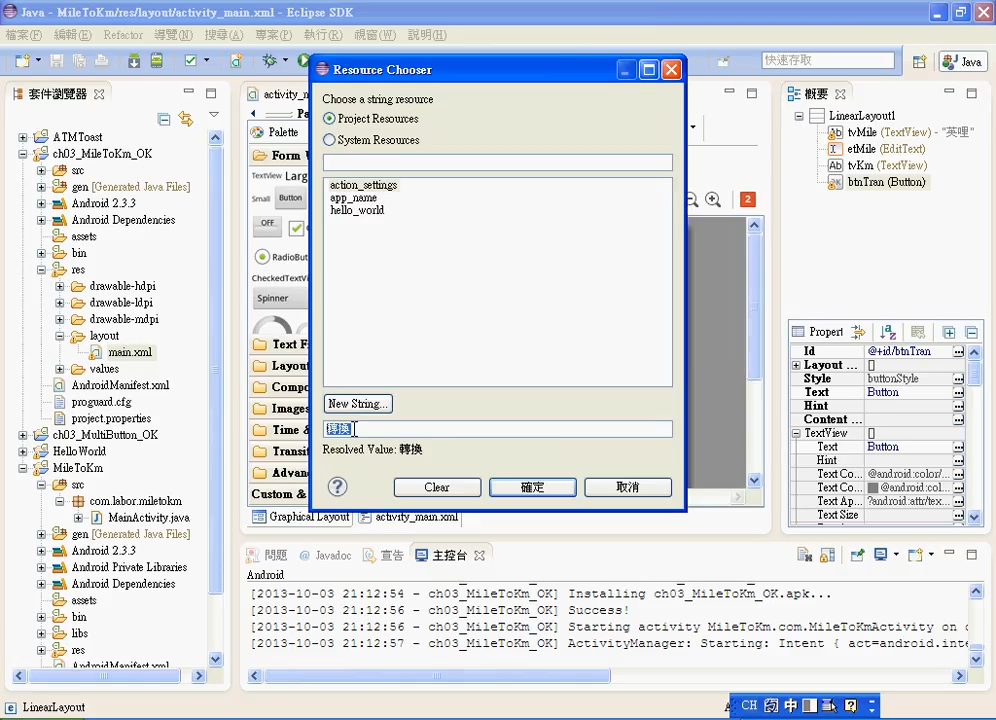 Java - MileToKm/res/layout/activity_main.xml - Eclipse SDK
檔案(F) 編輯(E) Refactor 導覽(N) 搜尋(A) 專案(P) 執行(R) 視窗(W) 說明(H)
快速存取
Java
套件瀏覽器
ATMToast
ch03_MileToKm_OK
src
gen [Generated Java Files]
Android 2.3.3
Android Dependencies
assets
bin
res
drawable-hdpi
drawable-ldpi
drawable-mdpi
layout
main.xml
values
AndroidManifest.xml
proguard.cfg
project.properties
ch03_MultiButton_OK
HelloWorld
MileToKm
src
com.labor.miletokm
MainActivity.java
gen [Generated Java Files]
Android 2.3.3
Android Private Libraries
Android Dependencies
assets
bin
libs
res
AndroidManifest.xml
activity_m
Palette
Form
TextView Larg
Small Button
OFF
RadioBu
CheckedTextVi
Spinner
Text F
Layou
Compo
Images
Time &
Transit
Advan
Custom &
Graphical Layout
activity_main.xml
2
Resource Chooser
Choose a string resource
Project Resources
System Resources
action_settings
app_name
hello_world
New String...
轉換
Resolved Value: 轉換
Clear 確定 取消
概要
LinearLayout1
tvMile (TextView) - "英哩"
etMile (EditText)
tvKm (TextView)
btnTran (Button)
Propert
Id @+id/btnTran
Layout ... []
Style buttonStyle
Text Button
Hint
Content ...
TextView []
Text Button
Hint
Text Co... @android:color/...
Text Co... @android:col...
Text Ap... ?android:attr/tex...
Text Size
問題 @ Javadoc 宣告 主控台
Android
[2013-10-03 21:12:54 - ch03_MileToKm_OK] Installing ch03_MileToKm_OK.apk...
[2013-10-03 21:12:56 - ch03_MileToKm_OK] Success!
[2013-10-03 21:12:56 - ch03_MileToKm_OK] Starting activity MileToKm.com.MileToKmActivity on
[2013-10-03 21:12:57 - ch03_MileToKm_OK] ActivityManager: Starting: Intent { act=android.inte
LinearLayout
CH 中